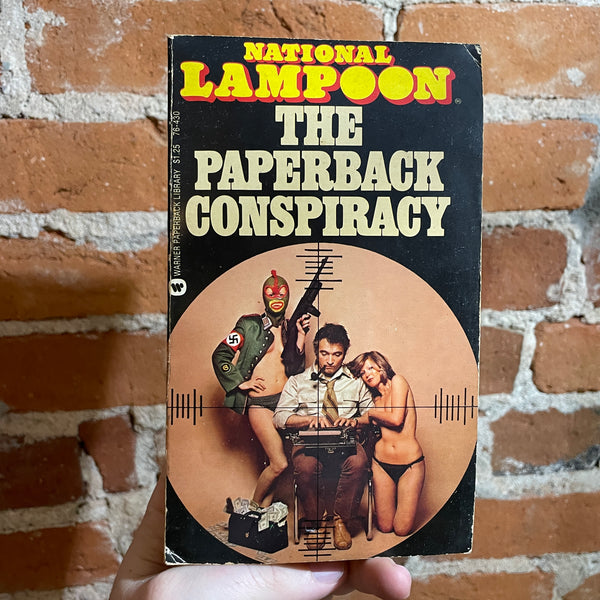 NATIONAL
LAMPOON®
THE
PAPERBACK
CONSPIRACY
WARNER PAPERBACK LIBRARY $1.25 76-430
W